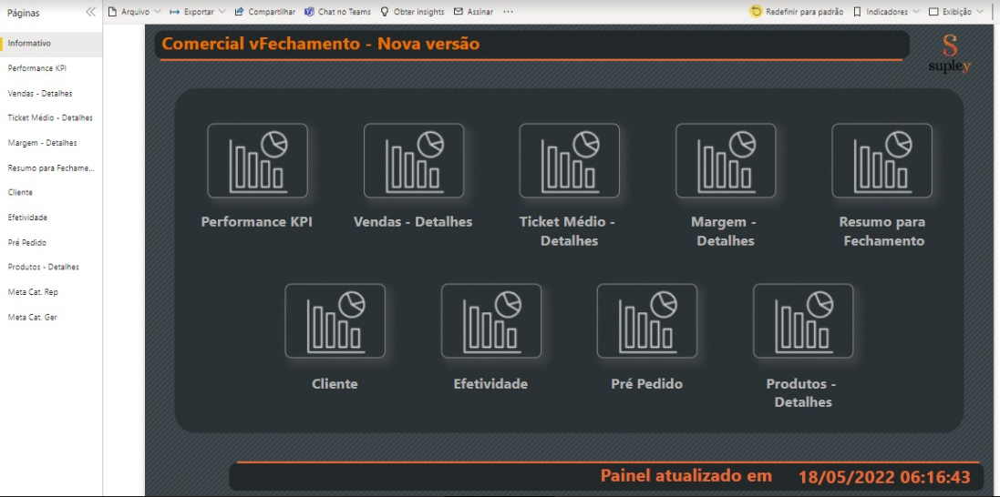 Páginas
Arquivo
Exportar
Compartilhar
Chat no Teams
Obter insights
Assinar
Redefinir para padrão
Indicadores
Exibição
Informativo
Performance KPI
Vendas - Detalhes
Ticket Médio - Detalhes
Margem - Detalhes
Resumo para Fechame...
Cliente
Efetividade
Pré Pedido
Produtos - Detalhes
Meta Cat. Rep
Meta Cat. Ger
Comercial vFechamento - Nova versão
S
supley
Performance KPI
Vendas - Detalhes
Ticket Médio -
Detalhes
Margem -
Detalhes
Resumo para
Fechamento
Cliente
Efetividade
Pré Pedido
Produtos -
Detalhes
Painel atualizado em 18/05/2022 06:16:43